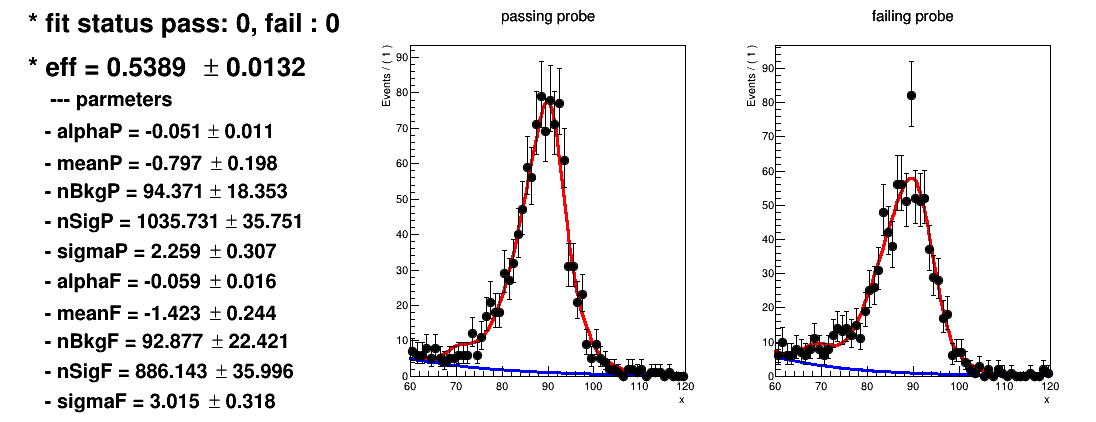 * fit status pass: 0, fail : 0
* eff = 0.5389 ± 0.0132
--- parmeters
- alphaP = -0.051 ± 0.011
- meanP = -0.797 ± 0.198
- nBkgP = 94.371 ± 18.353
- nSigP = 1035.731 ± 35.751
- sigmaP = 2.259 ± 0.307
- alphaF = -0.059 ± 0.016
- meanF = -1.423 ± 0.244
- nBkgF = 92.877 ± 22.421
- nSigF = 886.143 ± 35.996
- sigmaF = 3.015 ± 0.318
passing probe
Events / ( 1 )
90
80
70
60
50
40
30
20
10
0
60 70 80 90 100 110 120
x
failing probe
Events / ( 1 )
90
80
70
60
50
40
30
20
10
0
60 70 80 90 100 110 120
x